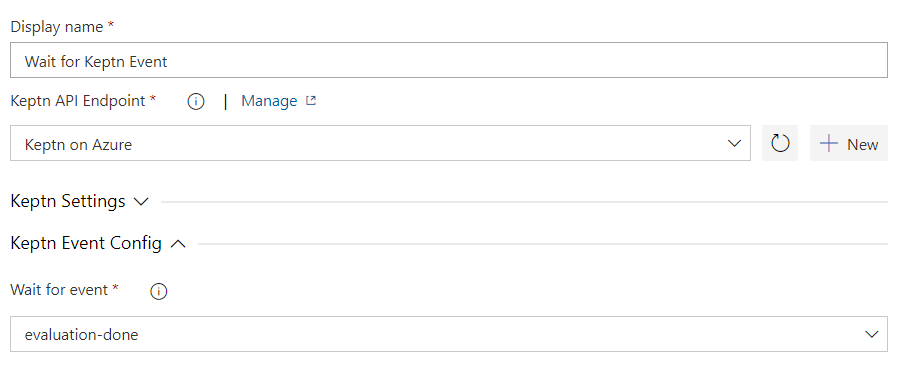 Display name *
Wait for Keptn Event
Keptn API Endpoint * | Manage
Keptn on Azure New
Keptn Settings
Keptn Event Config
Wait for event *
evaluation-done